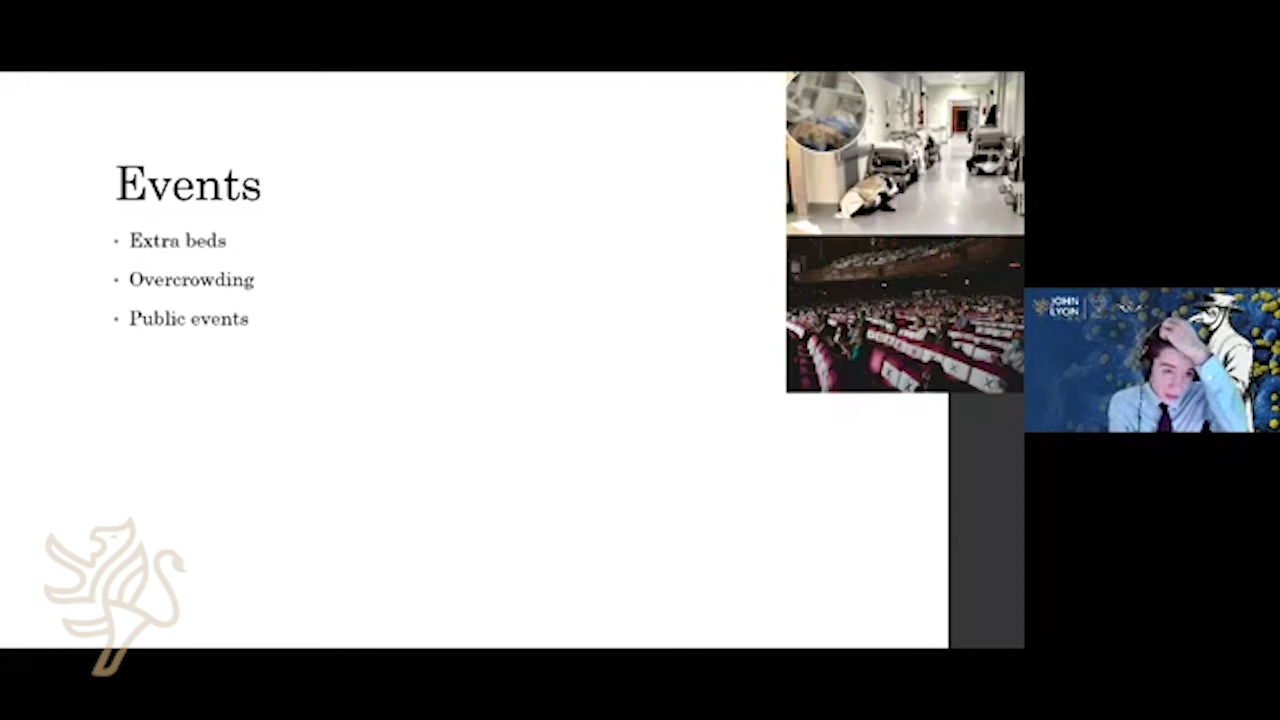 Events
• Extra beds
• Overcrowding
• Public events
JOHN
LYON